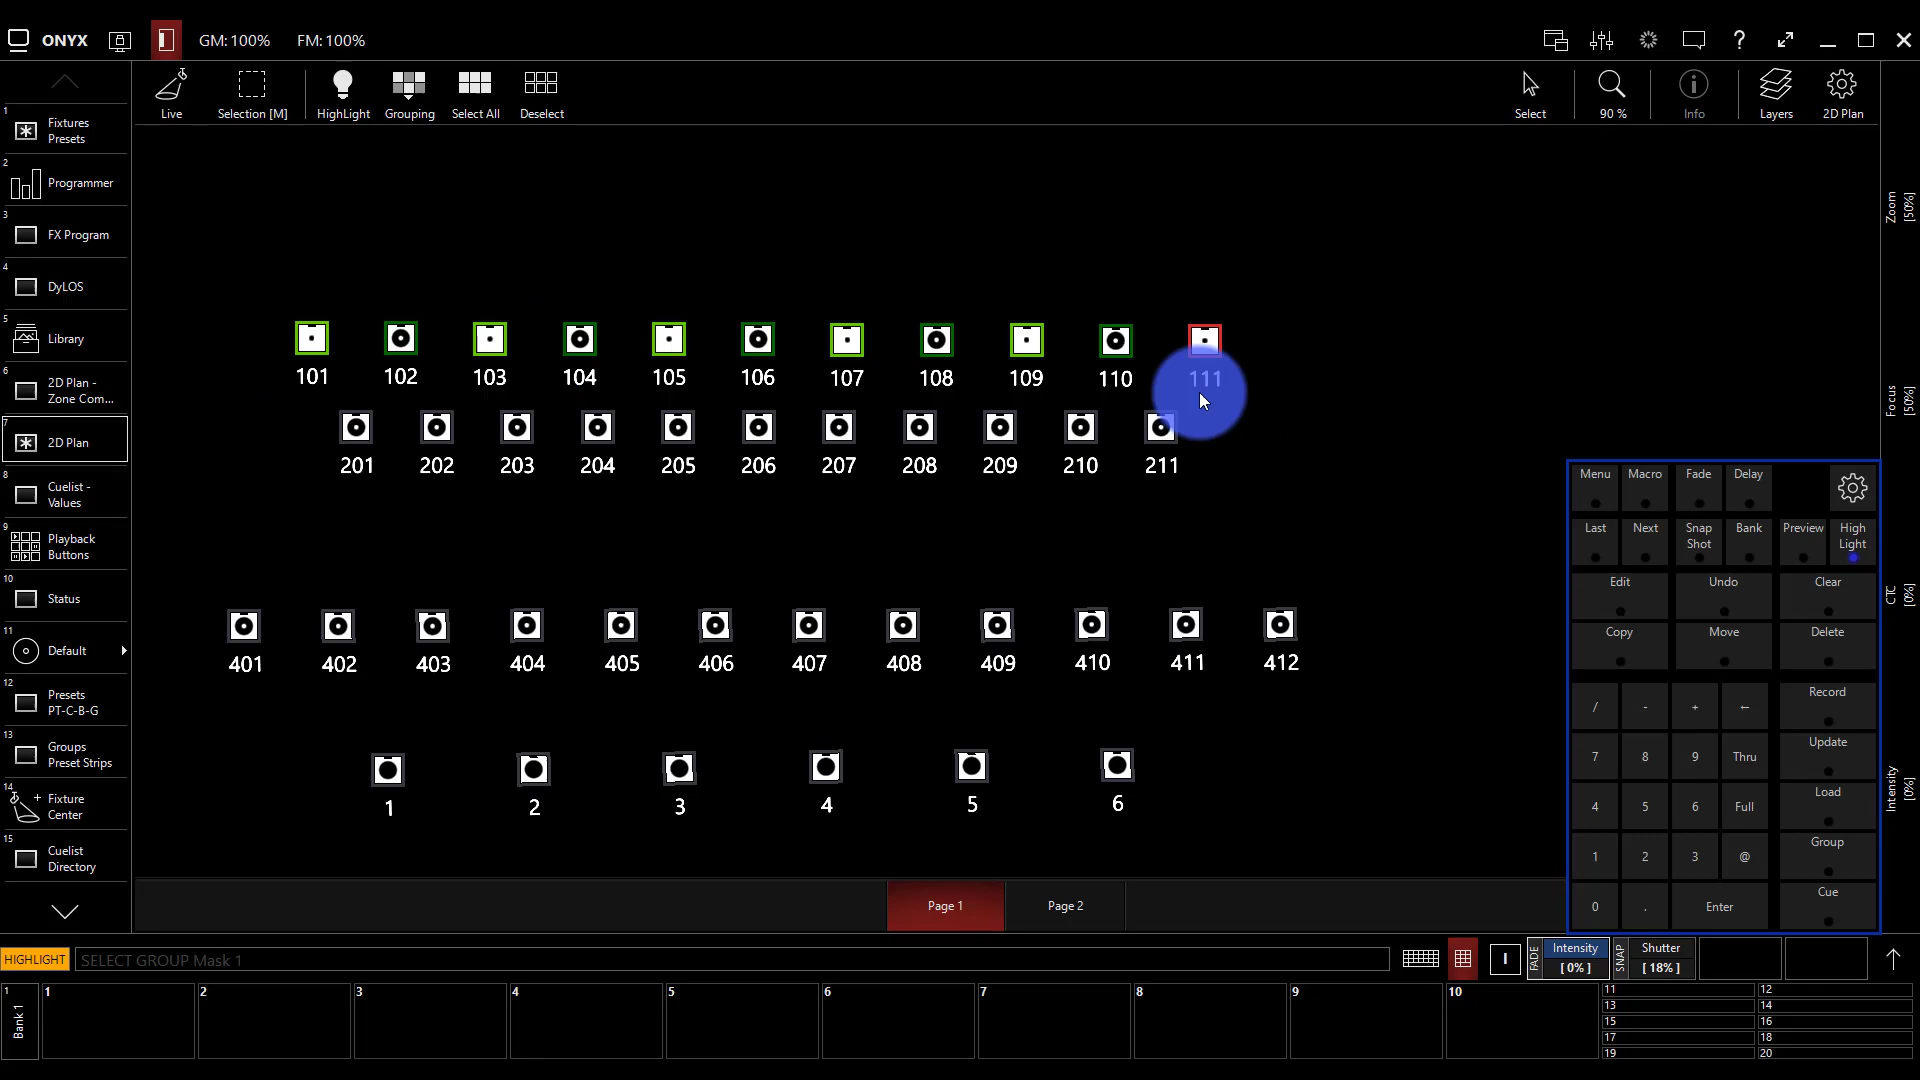 ONYX
GM: 100%
FM: 100%
?
Live
Selection [M]
HighLight
Grouping
Select All
Deselect
Select
90 %
Info
Layers
2D Plan
1
Fixtures
Presets
2
Programmer
3
FX Program
4
DyLOS
5
Library
6
2D Plan -
Zone Com...
7
2D Plan
8
Cuelist -
Values
9
Playback
Buttons
10
Status
11
Default
12
Presets
PT-C-B-G
13
Groups
Preset Strips
14
Fixture
Center
15
Cuelist
Directory
101 102 103 104 105 106 107 108 109 110 111
201 202 203 204 205 206 207 208 209 210 211
401 402 403 404 405 406 407 408 409 410 411 412
1 2 3 4 5 6
Zoom
[50%]
Focus
[50%]
CTC
[0%]
Intensity
[0%]
Menu Macro Fade Delay
Last Next Snap Shot Bank Preview High Light
Edit Undo Clear
Copy Move Delete
/ - + ← Record
7 8 9 Thru Update
4 5 6 Full Load
1 2 3 @ Group
0 . Enter Cue
Page 1
Page 2
HIGHLIGHT
SELECT GROUP Mask 1
I
FADE
Intensity
[ 0% ]
SNAP
Shutter
[ 18% ]
1
Bank 1
1 2 3 4 5 6 7 8 9 10
11 12
13 14
15 16
17 18
19 20